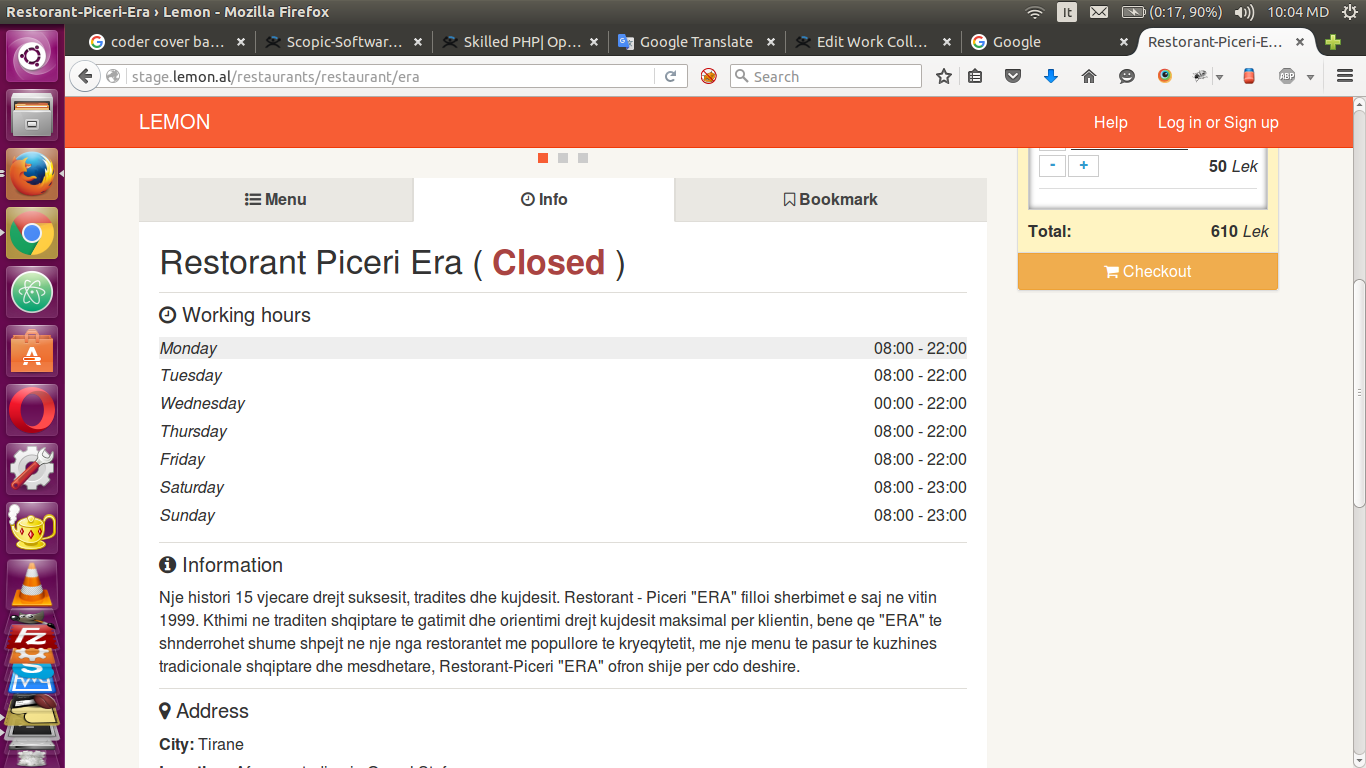 Restorant-Piceri-Era › Lemon - Mozilla Firefox
It
(0:17, 90%)
10:04 MD
coder cover ba...
Scopic-Softwar...
Skilled PHP| Op...
Google Translate
Edit Work Coll...
Google
Restorant-Piceri-E...
stage.lemon.al/restaurants/restaurant/era
Search
ABP
LEMON
Help
Log in or Sign up
Menu
Info
Bookmark
- +
50 Lek
Total: 610 Lek
Checkout
Restorant Piceri Era ( Closed )
Working hours
Monday 08:00 - 22:00
Tuesday 08:00 - 22:00
Wednesday 00:00 - 22:00
Thursday 08:00 - 22:00
Friday 08:00 - 22:00
Saturday 08:00 - 23:00
Sunday 08:00 - 23:00
Information
Nje histori 15 vjecare drejt suksesit, tradites dhe kujdesit. Restorant - Piceri "ERA" filloi sherbimet e saj ne vitin
1999. Kthimi ne traditen shqiptare te gatimit dhe orientimi drejt kujdesit maksimal per klientin, bene qe "ERA" te
shnderrohet shume shpejt ne nje nga restorantet me popullore te kryeqytetit, me nje menu te pasur te kuzhines
tradicionale shqiptare dhe mesdhetare, Restorant-Piceri "ERA" ofron shije per cdo deshire.
Address
City: Tirane